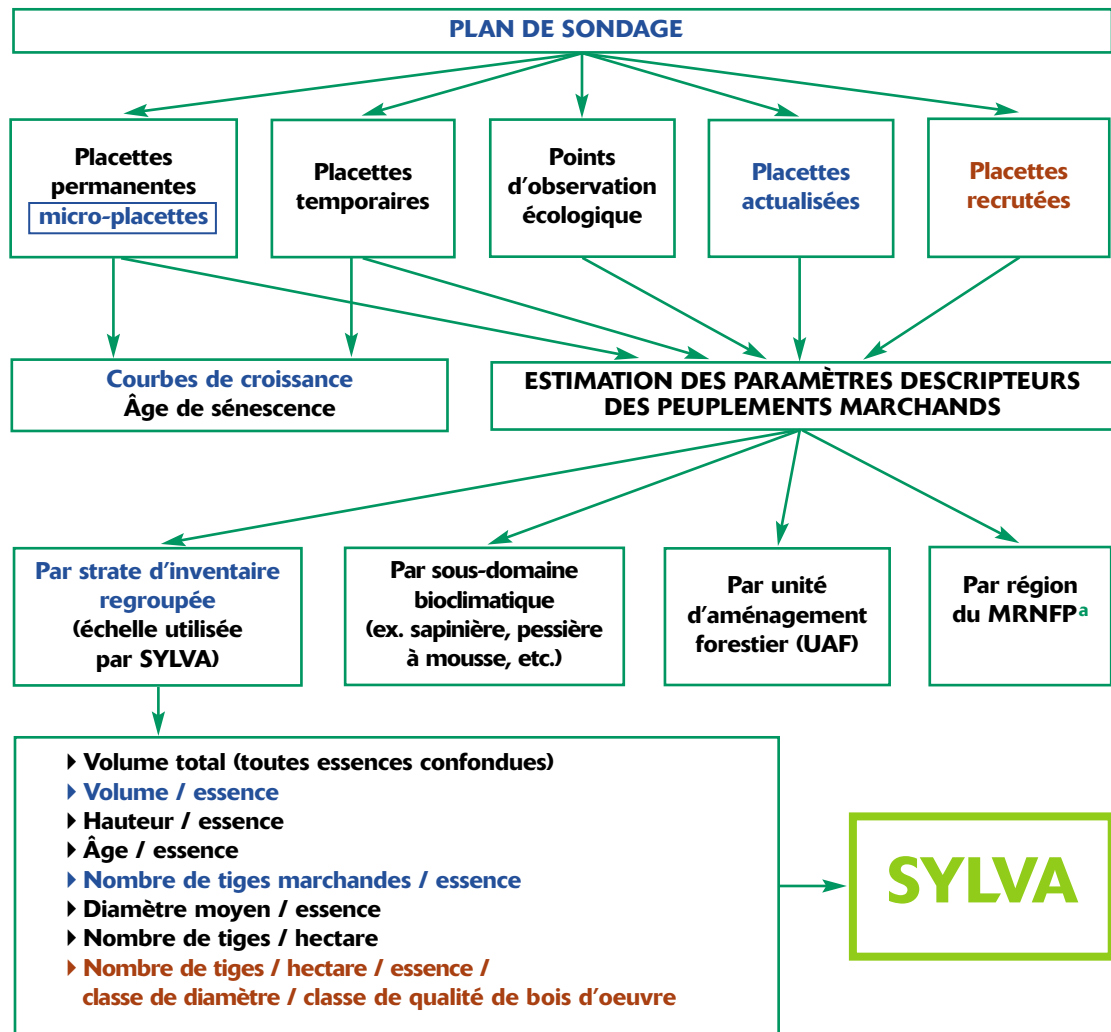 PLAN DE SONDAGE
Placettes
permanentes
micro-placettes
Placettes
temporaires
Points
d'observation
écologique
Placettes
actualisées
Placettes
recrutées
Courbes de croissance
Âge de sénescence
ESTIMATION DES PARAMÈTRES DESCRIPTEURS
DES PEUPLEMENTS MARCHANDS
Par strate d'inventaire
regroupée
(échelle utilisée
par SYLVA)
Par sous-domaine
bioclimatique
(ex. sapinière, pessière
à mousse, etc.)
Par unité
d'aménagement
forestier (UAF)
Par région
du MRNFP a
Volume total (toutes essences confondues)
Volume / essence
Hauteur / essence
Âge / essence
Nombre de tiges marchandes / essence
Diamètre moyen / essence
Nombre de tiges / hectare
Nombre de tiges / hectare / essence /
classe de diamètre / classe de qualité de bois d'oeuvre
SYLVA